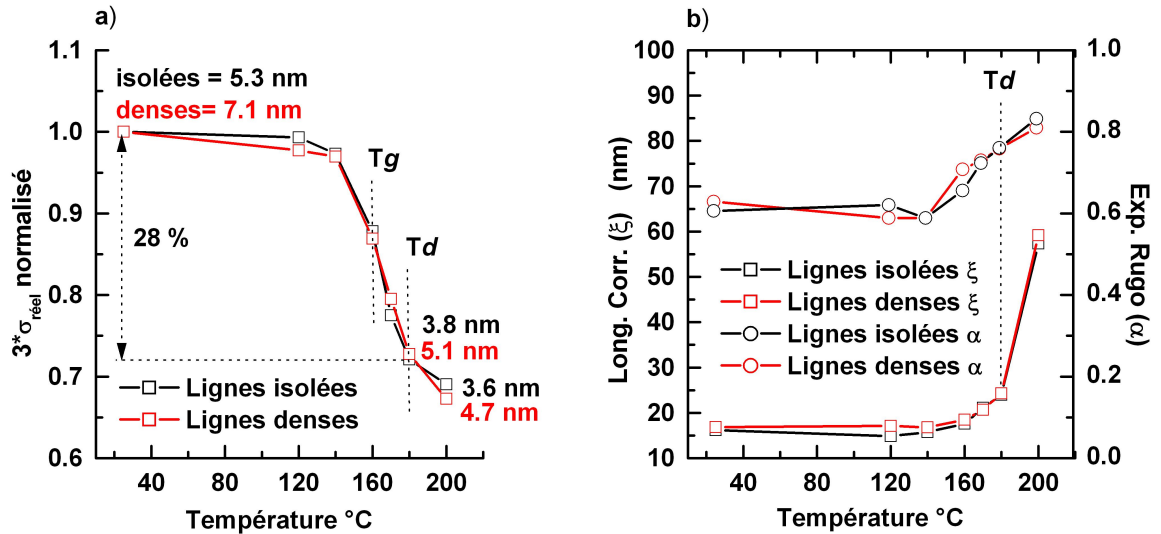 a)
1.1
1.0
0.9
0.8
0.7
0.6
3*σréel normalisé
isolées = 5.3 nm
denses= 7.1 nm
28 %
Tg
Td
3.8 nm
5.1 nm
3.6 nm
4.7 nm
Lignes isolées
Lignes denses
40 80 120 160 200
Température °C
b)
100
90
80
70
60
50
40
30
20
10
Long. Corr. (ξ) (nm)
Td
Lignes isolées ξ
Lignes denses ξ
Lignes isolées α
Lignes denses α
1.0
0.8
0.6
0.4
0.2
0.0
Exp. Rugo (α)
40 80 120 160 200
Température °C